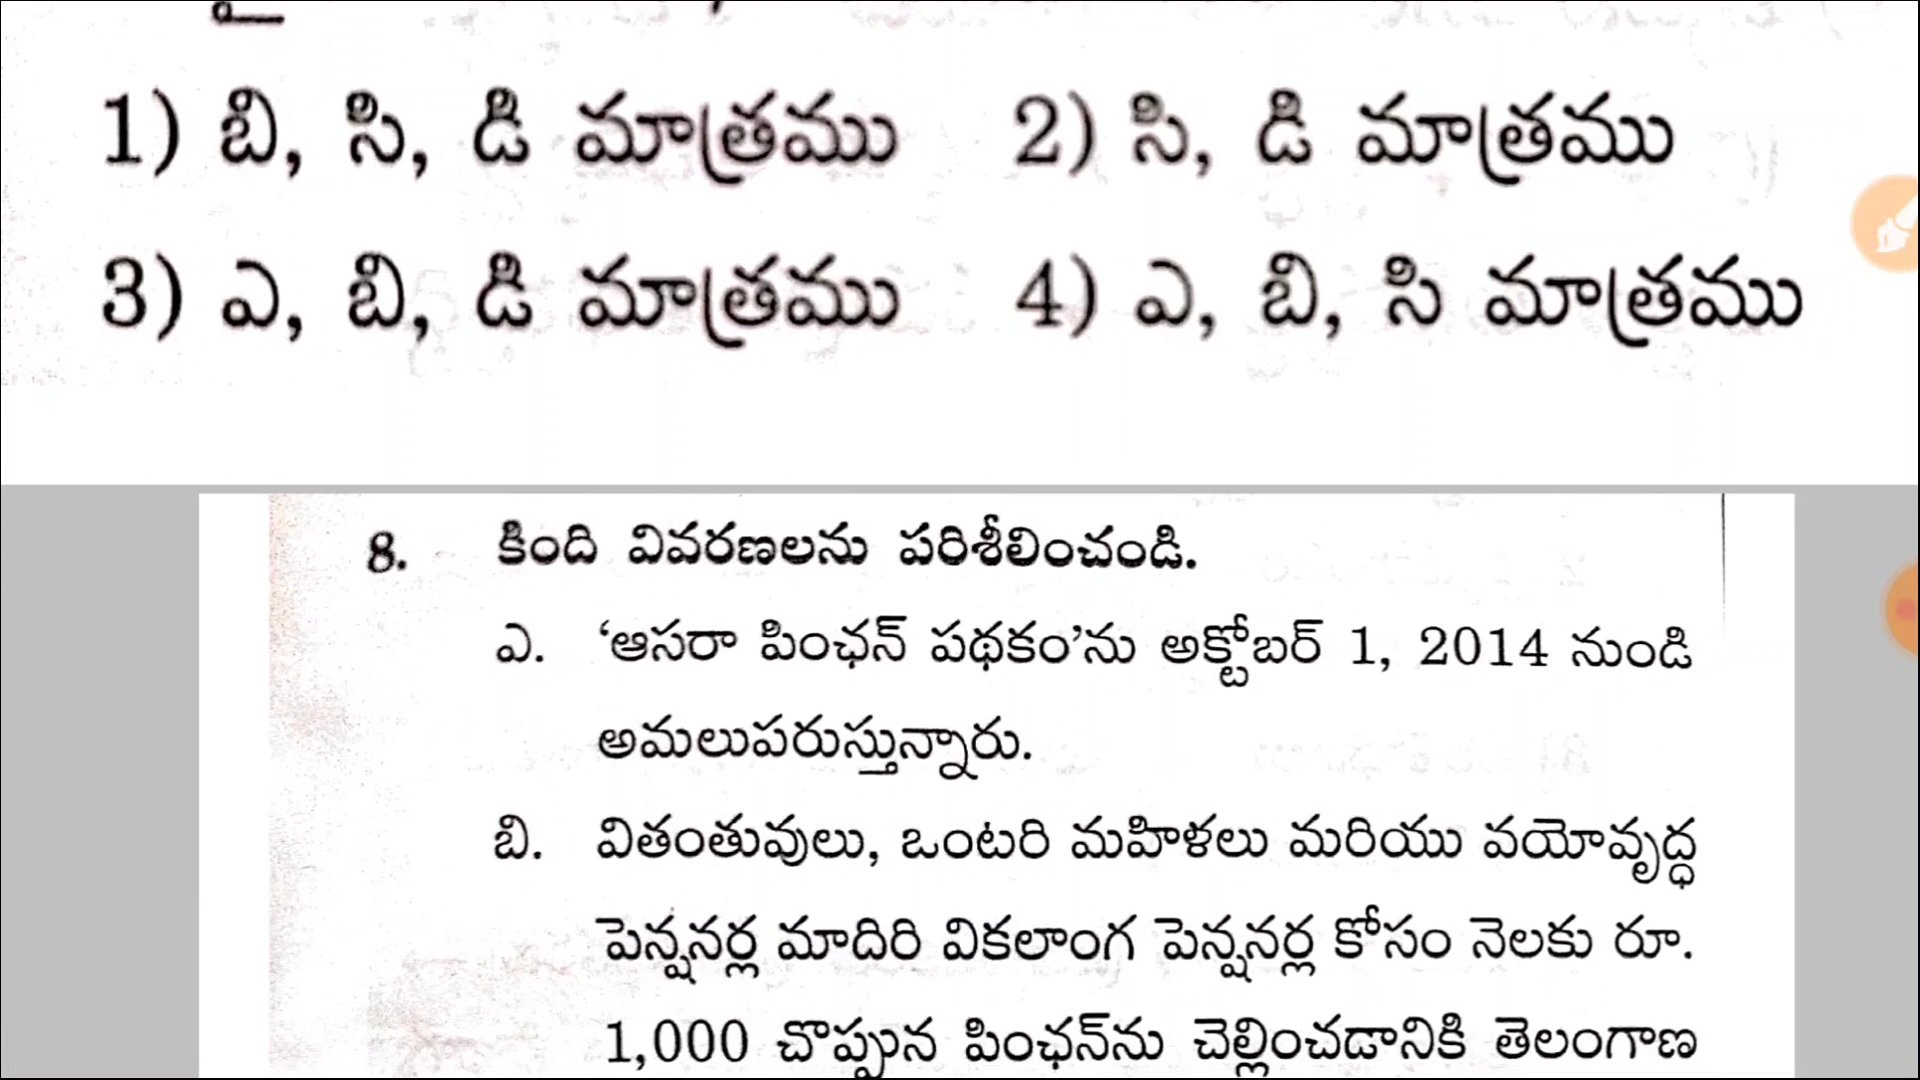 1) బి, సి, డి మాత్రము 2) సి, డి మాత్రము
3) ఎ, బి, డి మాత్రము 4) ఎ, బి, సి మాత్రము
8. కింది వివరణలను పరిశీలించండి.
ఎ. ‘ఆసరా పింఛన్ పథకం’ను అక్టోబర్ 1, 2014 నుండి
అమలుపరుస్తున్నారు.
బి. వితంతువులు, ఒంటరి మహిళలు మరియు వయోవృద్ధ
పెన్షనర్ల మాదిరి వికలాంగ పెన్షనర్ల కోసం నెలకు రూ.
1,000 చొప్పున పింఛన్‌ను చెల్లించడానికి తెలంగాణ